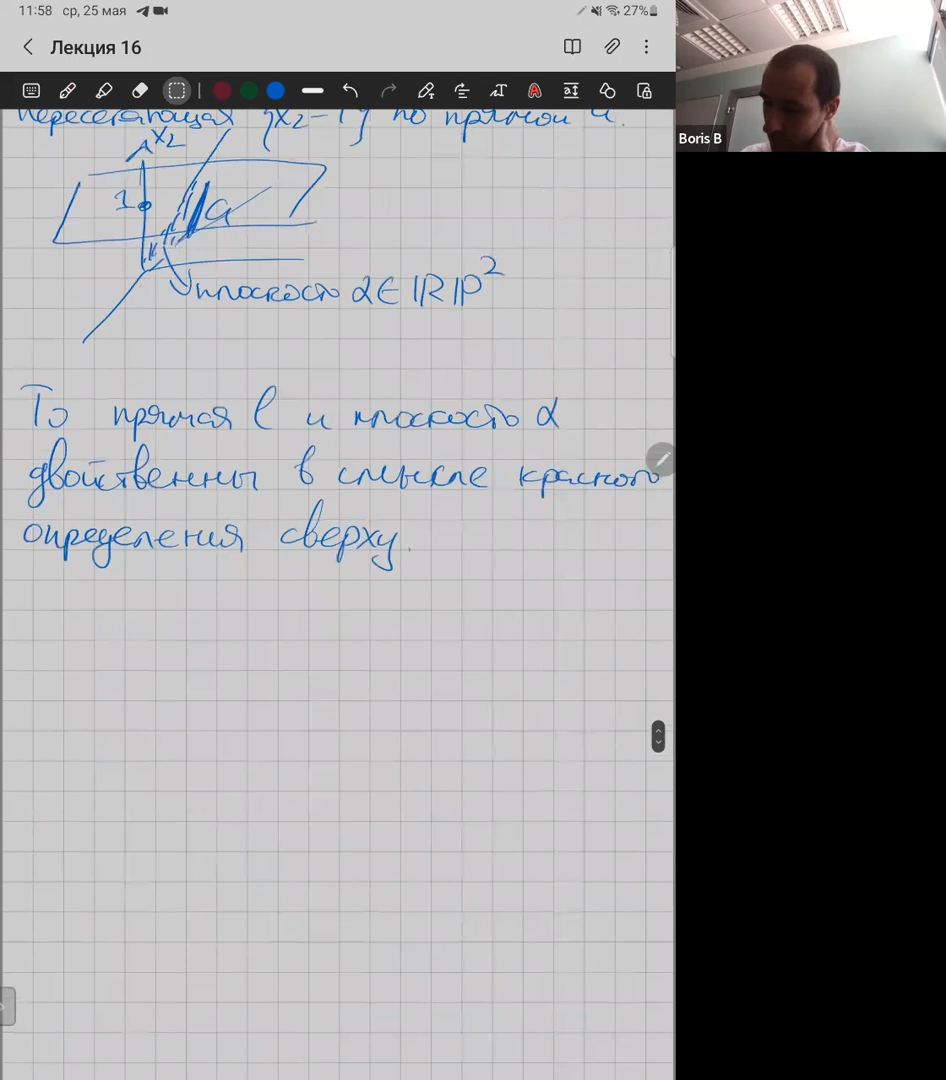 11:58 ср, 25 мая
27%
Лекция 16
пересекающая {x₂=1} по прямой a.
x₂
1
a
плоскость α ∈ ℝℙ²
То прямая l и плоскость α
двойственны в смысле красного
определения сверху.
Boris B